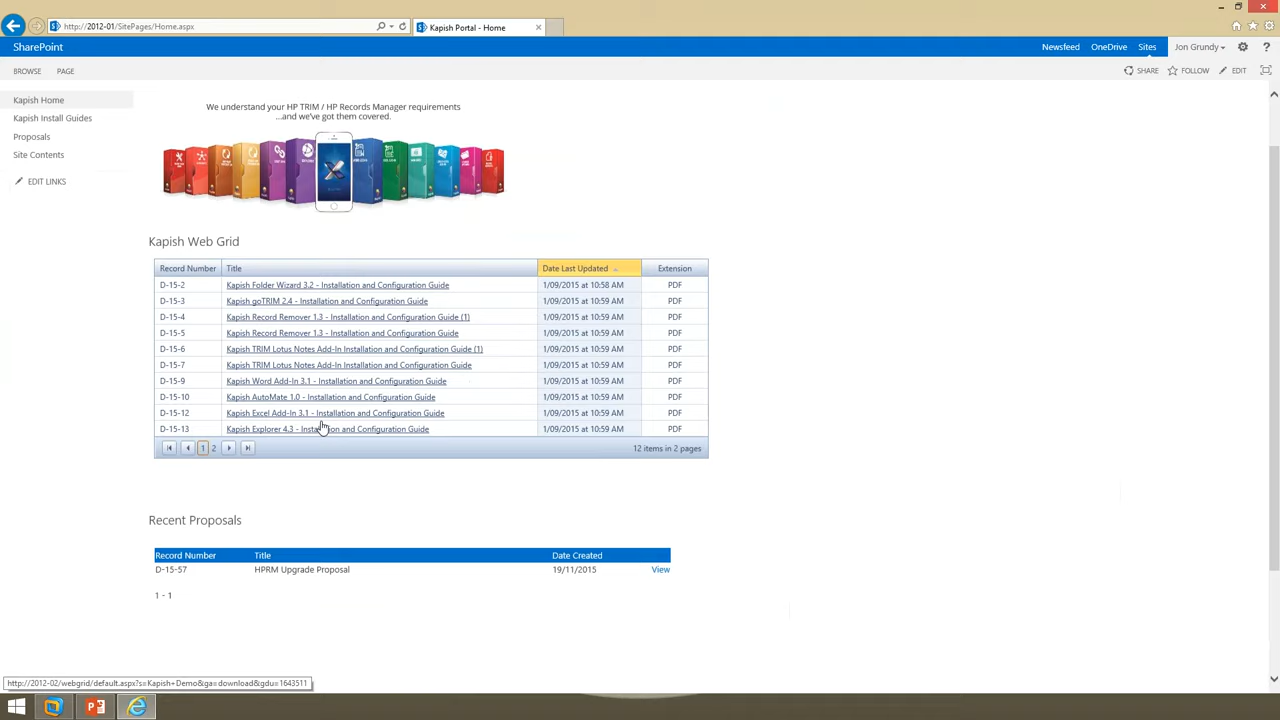 http://2012-01/SitePages/Home.aspx
Kapish Portal - Home
SharePoint
Newsfeed OneDrive Sites Jon Grundy ?
BROWSE PAGE
SHARE FOLLOW EDIT
Kapish Home
Kapish Install Guides
Proposals
Site Contents
EDIT LINKS
We understand your HP TRIM / HP Records Manager requirements
...and we've got them covered.
Kapish Web Grid
Record Number Title Date Last Updated Extension
D-15-2 Kapish Folder Wizard 3.2 - Installation and Configuration Guide 1/09/2015 at 10:58 AM PDF
D-15-3 Kapish goTRIM 2.4 - Installation and Configuration Guide 1/09/2015 at 10:59 AM PDF
D-15-4 Kapish Record Remover 1.3 - Installation and Configuration Guide (1) 1/09/2015 at 10:59 AM PDF
D-15-5 Kapish Record Remover 1.3 - Installation and Configuration Guide 1/09/2015 at 10:59 AM PDF
D-15-6 Kapish TRIM Lotus Notes Add-In Installation and Configuration Guide (1) 1/09/2015 at 10:59 AM PDF
D-15-7 Kapish TRIM Lotus Notes Add-In Installation and Configuration Guide 1/09/2015 at 10:59 AM PDF
D-15-9 Kapish Word Add-In 3.1 - Installation and Configuration Guide 1/09/2015 at 10:59 AM PDF
D-15-10 Kapish AutoMate 1.0 - Installation and Configuration Guide 1/09/2015 at 10:59 AM PDF
D-15-12 Kapish Excel Add-In 3.1 - Installation and Configuration Guide 1/09/2015 at 10:59 AM PDF
D-15-13 Kapish Explorer 4.3 - Installation and Configuration Guide 1/09/2015 at 10:59 AM PDF
1 2 12 items in 2 pages
Recent Proposals
Record Number Title Date Created
D-15-57 HPRM Upgrade Proposal 19/11/2015 View
1 - 1
http://2012-02/webgrid/default.aspx?s=Kapish+Demo&ga=download&gdu=1643511